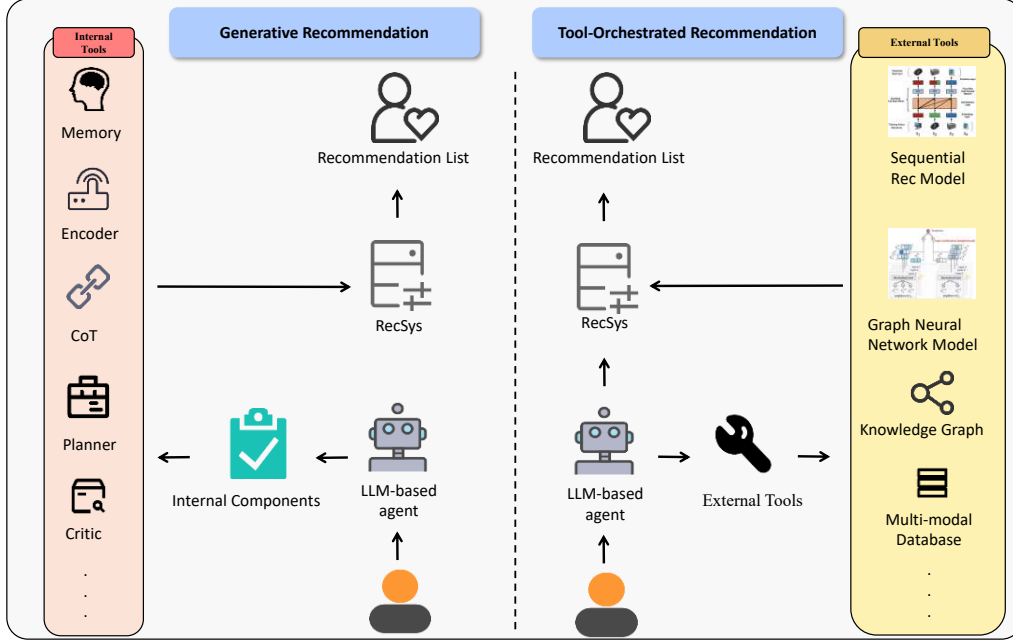 Internal
Tools
Memory
Encoder
CoT
Planner
Critic
.
.
.
Generative Recommendation
Recommendation List
RecSys
Internal Components
LLM-based
agent
Tool-Orchestrated Recommendation
Recommendation List
RecSys
LLM-based
agent
External Tools
External Tools
Sequential
Rec Model
Graph Neural
Network Model
Knowledge Graph
Multi-modal
Database
.
.
.